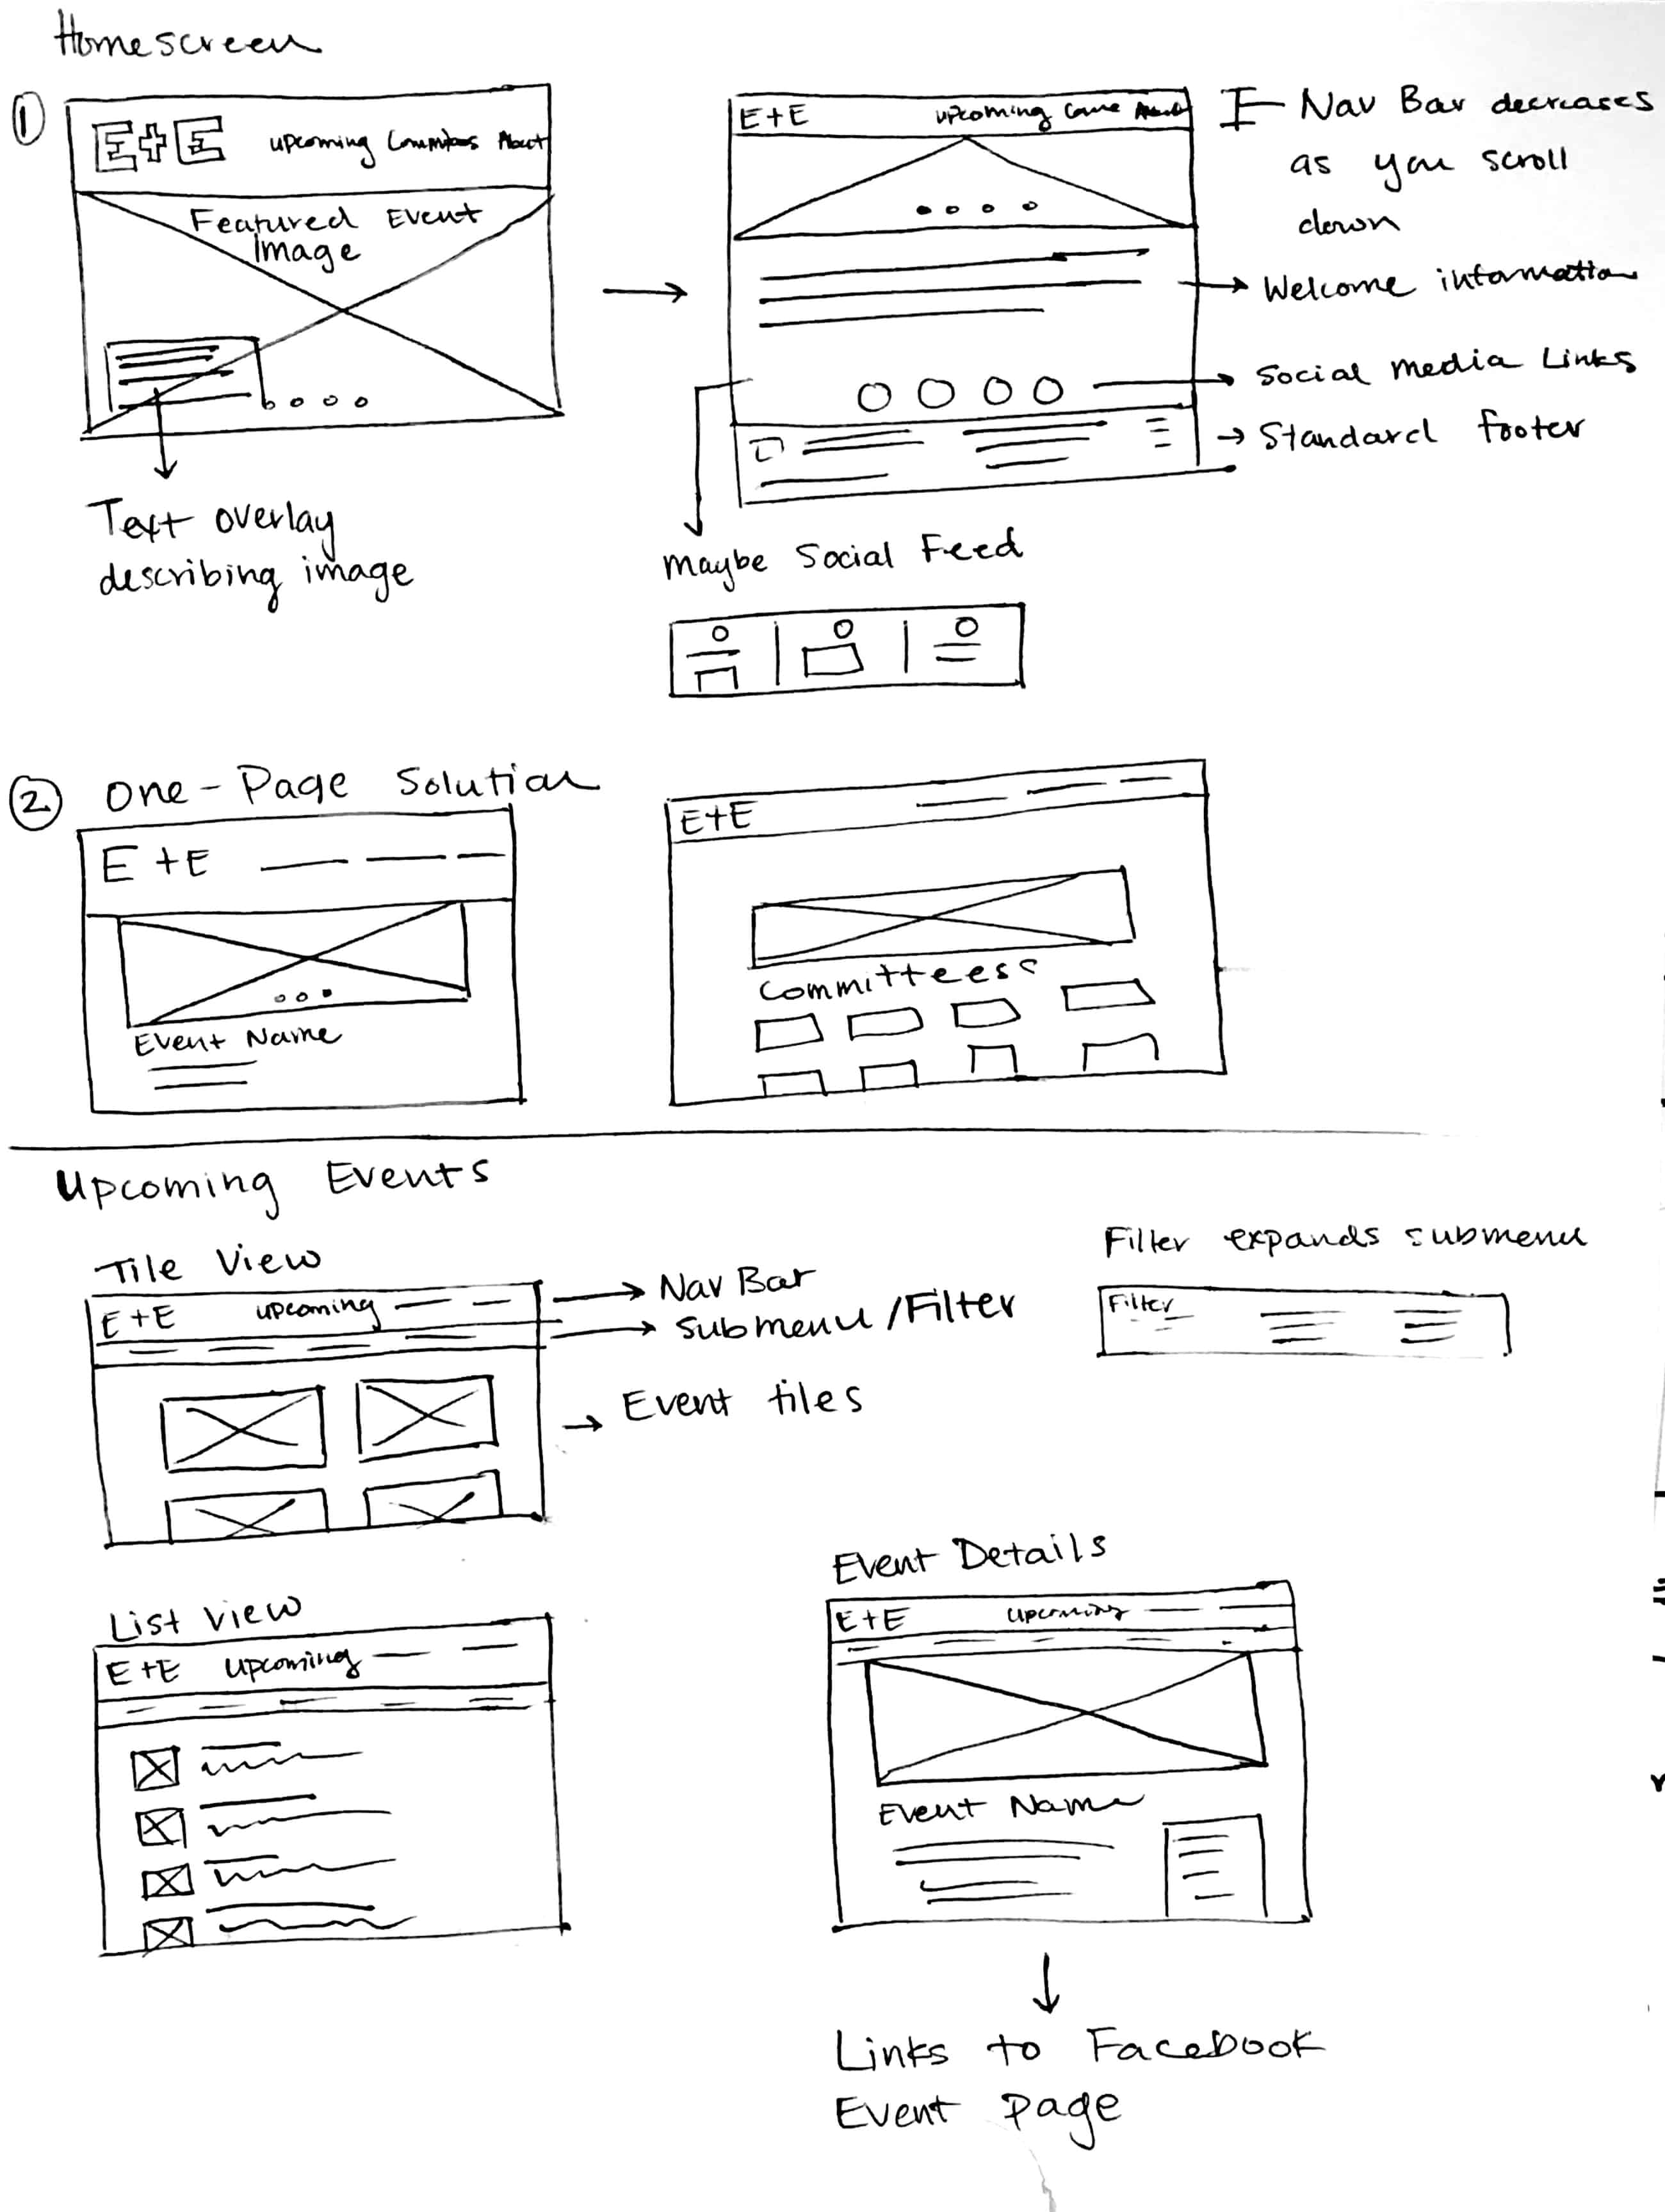 Homescreen
1
E+E upcoming Committees About
Featured Event
Image
Text overlay
describing image
E+E upcoming Comm About
Nav Bar decreases
as you scroll
down
Welcome information
Social Media Links
Standard footer
Maybe Social Feed
2 One-Page Solution
E+E
Event Name
E+E
Committees
Upcoming Events
Tile View
E+E upcoming
Nav Bar
Submenu/Filter
Event tiles
Filter expands submenu
Filter
List View
E+E Upcoming
Event Details
E+E Upcoming
Event Name
Links to Facebook
Event Page